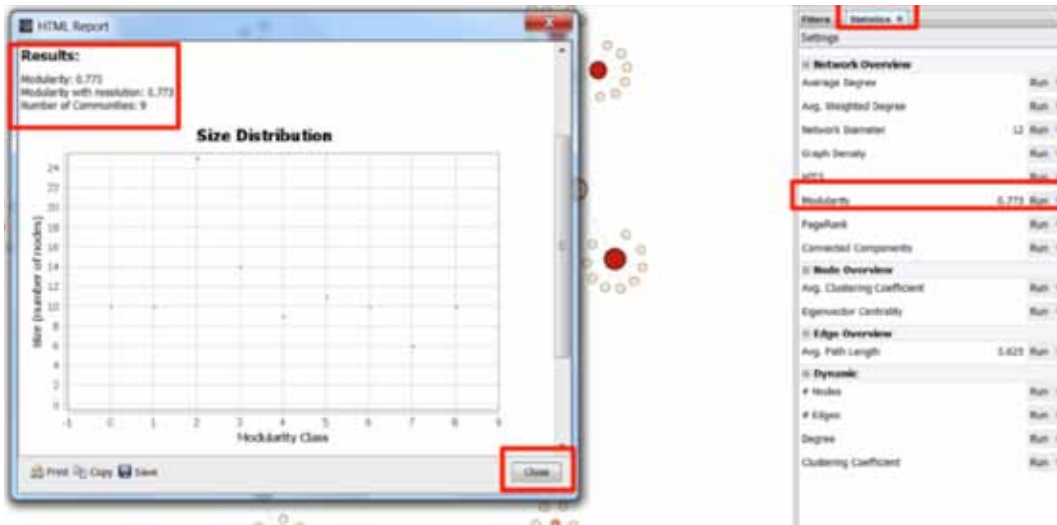 HTML Report
Results:
Modularity: 0.773
Modularity with resolution: 0.773
Number of Communities: 9
Size Distribution
Size (number of nodes)
24
22
20
18
16
14
12
10
8
6
4
2
0
-1 0 1 2 3 4 5 6 7 8 9
Modularity Class
Print Copy Save
Close
Filters Statistics
Settings
Network Overview
Average Degree Run
Avg. Weighted Degree Run
Network Diameter 12 Run
Graph Density Run
HITS Run
Modularity 0.773 Run
PageRank Run
Connected Components Run
Node Overview
Avg. Clustering Coefficient Run
Eigenvector Centrality Run
Edge Overview
Avg. Path Length Run
Dynamic
# Nodes Run
# Edges Run
Degree Run
Clustering Coefficient Run